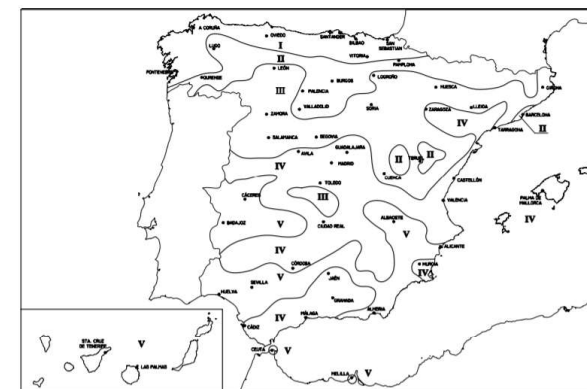 A CORUÑA
OVIEDO
SANTANDER
BILBAO
SAN SEBASTIAN
LUGO
I
VITORIA
PAMPLONA
II
PONTEVEDRA
OURENSE
LEÓN
BURGOS
LOGROÑO
HUESCA
GIRONA
III
PALENCIA
VALLADOLID
ZAMORA
SORIA
ZARAGOZA
LLEIDA
BARCELONA
IV
TARRAGONA
II
SALAMANCA
SEGOVIA
AVILA
GUADALAJARA
MADRID
IV
II
TERUEL
II
CUENCA
TOLEDO
CASTELLÓN
CÁCERES
III
VALENCIA
PALMA DE MALLORCA
IV
BADAJOZ
V
CIUDAD REAL
ALBACETE
V
IV
ALICANTE
CÓRDOBA
MURCIA
IV
V
JAÉN
SEVILLA
HUELVA
GRANADA
IV
MÁLAGA
ALMERIA
CÁDIZ
STA. CRUZ DE TENERIFE
V
LAS PALMAS
CEUTA
V
MELILLA
V